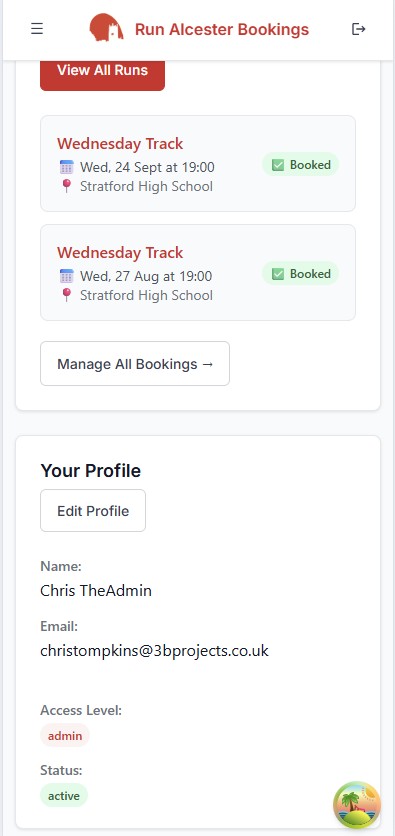 Run Alcester Bookings
View All Runs
Wednesday Track
Wed, 24 Sept at 19:00
Booked
Stratford High School
Wednesday Track
Wed, 27 Aug at 19:00
Booked
Stratford High School
Manage All Bookings →
Your Profile
Edit Profile
Name:
Chris TheAdmin
Email:
christompkins@3bprojects.co.uk
Access Level:
admin
Status:
active